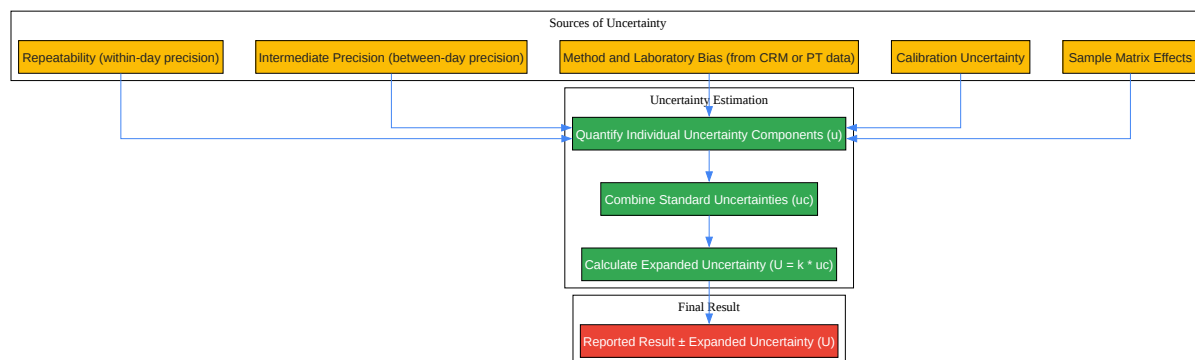 Sources of Uncertainty
Repeatability (within-day precision)
Intermediate Precision (between-day precision)
Method and Laboratory Bias (from CRM or PT data)
Calibration Uncertainty
Sample Matrix Effects
Uncertainty Estimation
Quantify Individual Uncertainty Components (u)
Combine Standard Uncertainties (uc)
Calculate Expanded Uncertainty (U = k * uc)
Final Result
Reported Result ± Expanded Uncertainty (U)